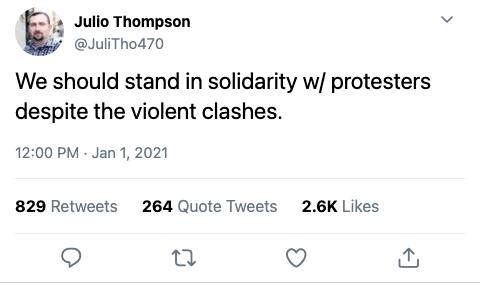 Julio Thompson
@JuliTho470
We should stand in solidarity w/ protesters
despite the violent clashes.
12:00 PM · Jan 1, 2021
829 Retweets 264 Quote Tweets 2.6K Likes